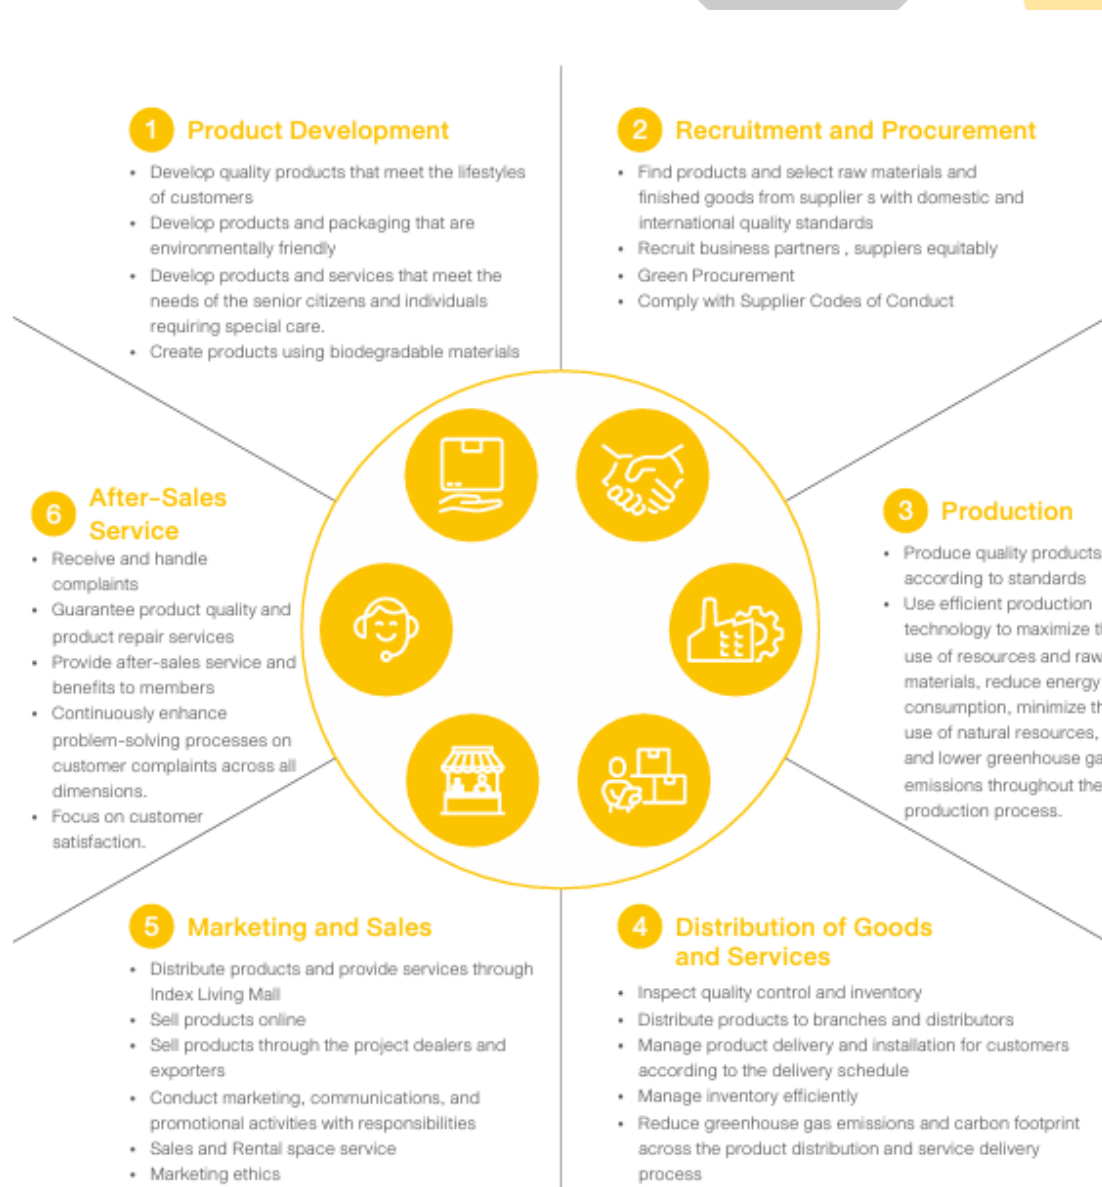 1 Product Development
• Develop quality products that meet the lifestyles
of customers
• Develop products and packaging that are
environmentally friendly
• Develop products and services that meet the
needs of the senior citizens and individuals
requiring special care.
• Create products using biodegradable materials
2 Recruitment and Procurement
• Find products and select raw materials and
finished goods from supplier s with domestic and
international quality standards
• Recruit business partners , suppiers equitably
• Green Procurement
• Comply with Supplier Codes of Conduct
3 Production
• Produce quality products
according to standards
• Use efficient production
technology to maximize
use of resources and raw
materials, reduce energy
consumption, minimize
use of natural resources,
and lower greenhouse
emissions throughout the
production process.
4 Distribution of Goods
and Services
• Inspect quality control and inventory
• Distribute products to branches and distributors
• Manage product delivery and installation for customers
according to the delivery schedule
• Manage inventory efficiently
• Reduce greenhouse gas emissions and carbon footprint
across the product distribution and service delivery
process
5 Marketing and Sales
• Distribute products and provide services through
Index Living Mall
• Sell products online
• Sell products through the project dealers and
exporters
• Conduct marketing, communications, and
promotional activities with responsibilities
• Sales and Rental space service
• Marketing ethics
6 After-Sales
Service
• Receive and handle
complaints
• Guarantee product quality and
product repair services
• Provide after-sales service and
benefits to members
• Continuously enhance
problem-solving processes on
customer complaints across all
dimensions.
• Focus on customer
satisfaction.